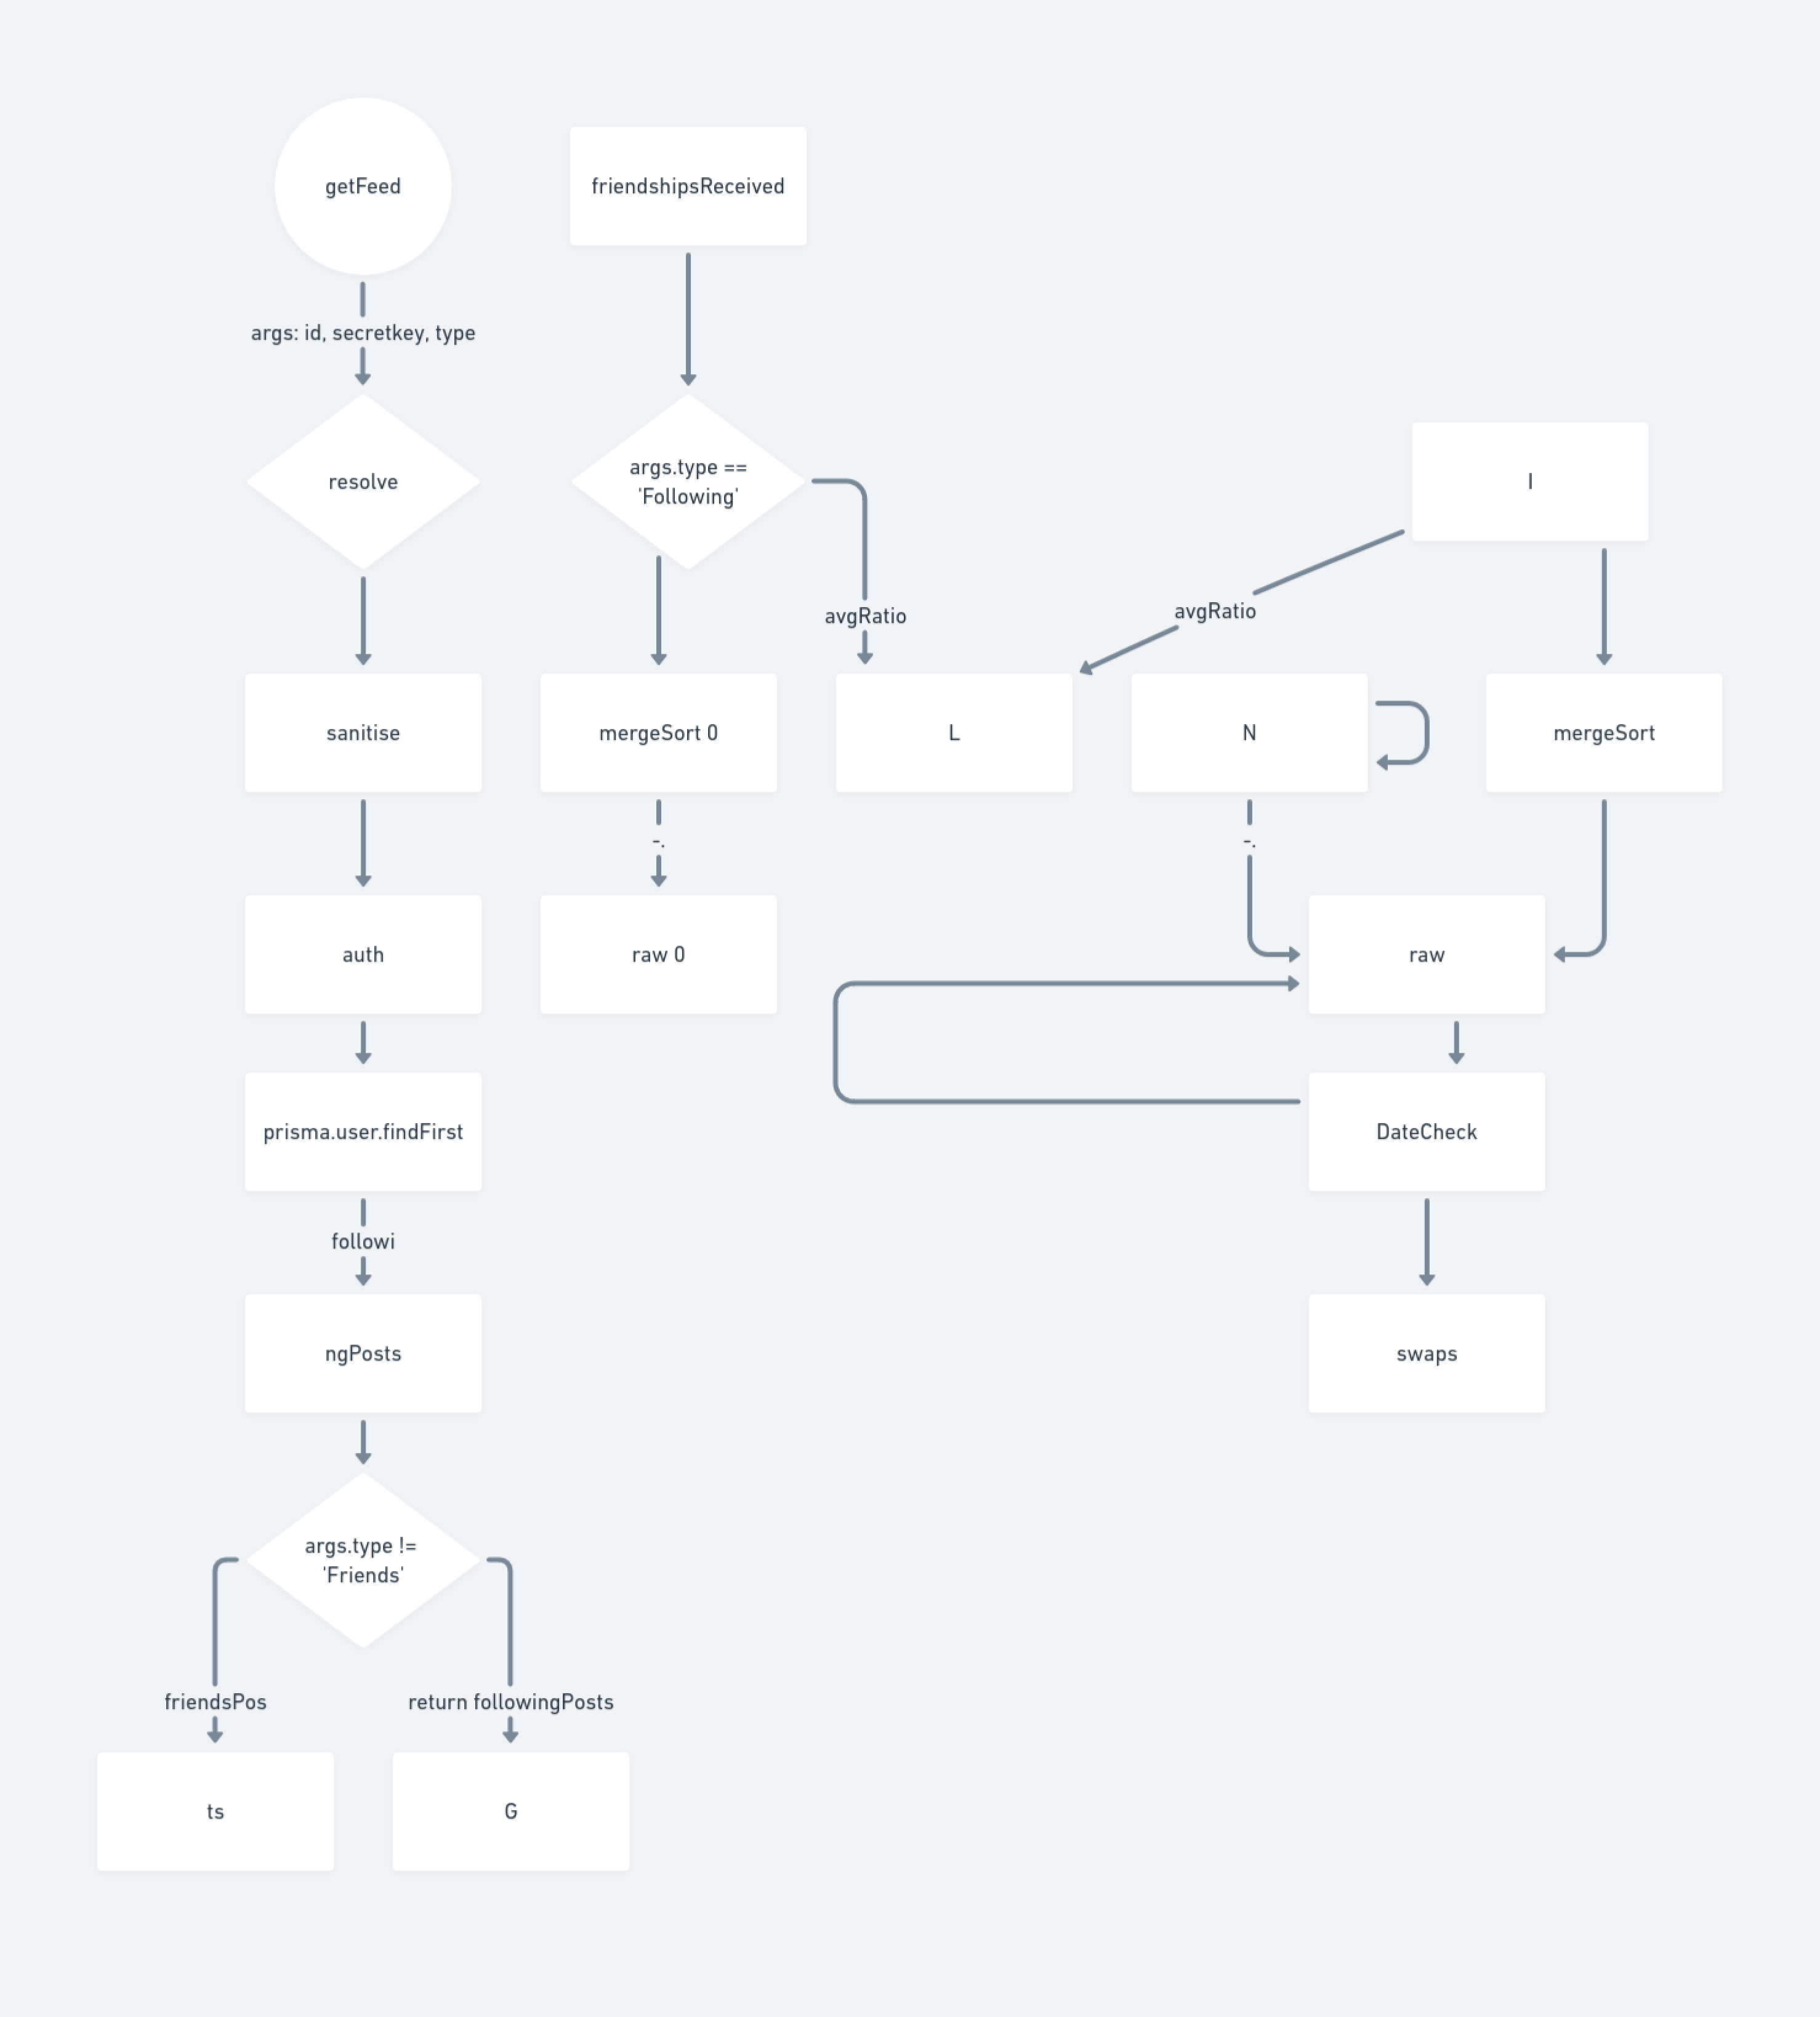 getFeed
friendshipsReceived
args: id, secretkey, type
resolve
args.type ==
'Following'
I
avgRatio
avgRatio
sanitise
mergeSort 0
L
N
mergeSort
-.
-.
auth
raw 0
raw
prisma.user.findFirst
DateCheck
followi
ngPosts
swaps
args.type !=
'Friends'
friendsPos
return followingPosts
ts
G